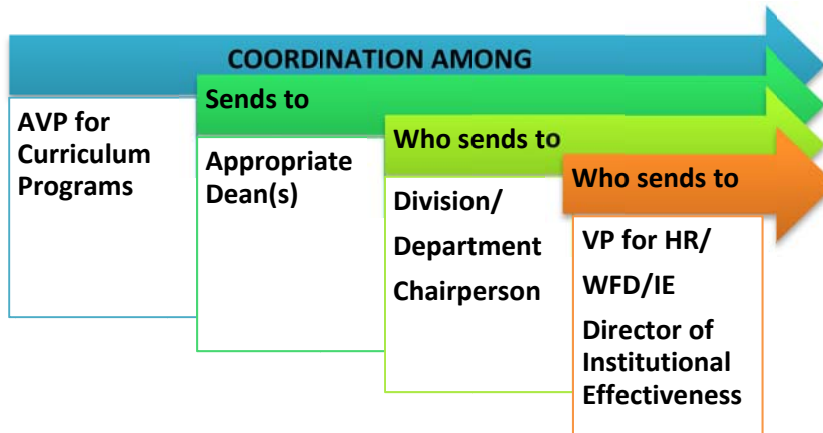 COORDINATION AMONG
AVP for
Curriculum
Programs
Sends to
Appropriate
Dean(s)
Who sends to
Division/
Department
Chairperson
Who sends to
VP for HR/
WFD/IE
Director of
Institutional
Effectiveness